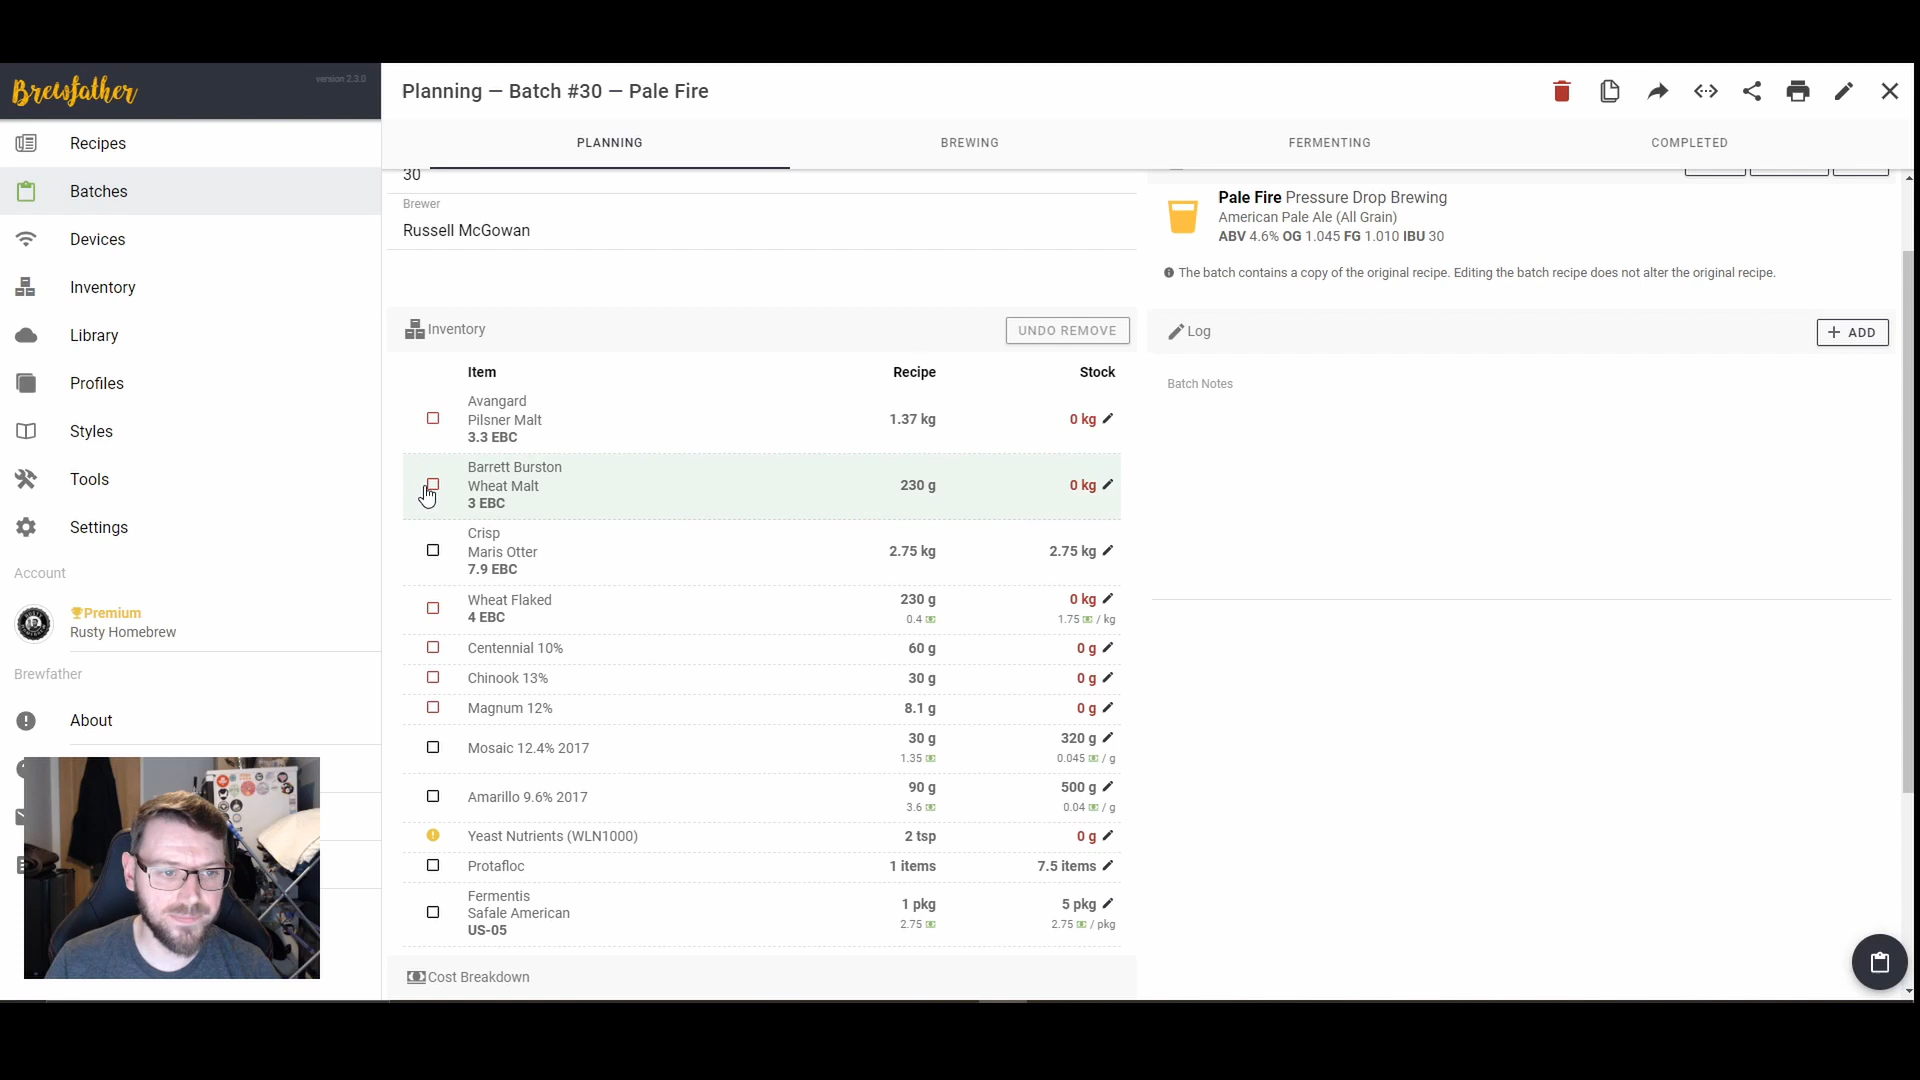 Brewfather
version 2.3.0
Planning — Batch #30 — Pale Fire
PLANNING
BREWING
FERMENTING
COMPLETED
Recipes
Batches
Devices
Inventory
Library
Profiles
Styles
Tools
Settings
Account
Premium
Rusty Homebrew
Brewfather
About
30
Brewer
Russell McGowan
Inventory
UNDO REMOVE
Item Recipe Stock
Avangard
Pilsner Malt 1.37 kg 0 kg
3.3 EBC
Barrett Burston
Wheat Malt 230 g 0 kg
3 EBC
Crisp
Maris Otter 2.75 kg 2.75 kg
7.9 EBC
Wheat Flaked 230 g 0 kg
4 EBC 0.4 1.75 / kg
Centennial 10% 60 g 0 g
Chinook 13% 30 g 0 g
Magnum 12% 8.1 g 0 g
Mosaic 12.4% 2017 30 g 320 g
1.35 0.045 / g
Amarillo 9.6% 2017 90 g 500 g
3.6 0.04 / g
Yeast Nutrients (WLN1000) 2 tsp 0 g
Protafloc 1 items 7.5 items
Fermentis
Safale American 1 pkg 5 pkg
US-05 2.75 2.75 / pkg
Cost Breakdown
Pale Fire Pressure Drop Brewing
American Pale Ale (All Grain)
ABV 4.6% OG 1.045 FG 1.010 IBU 30
The batch contains a copy of the original recipe. Editing the batch recipe does not alter the original recipe.
Log
+ ADD
Batch Notes